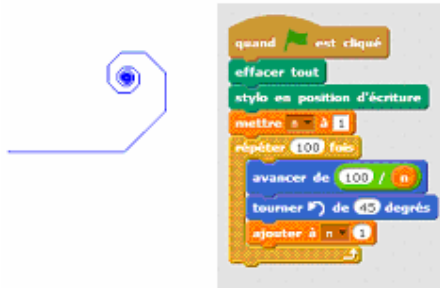 quand est cliqué
effacer tout
stylo en position d'écriture
mettre n à 1
répéter 100 fois
avancer de 100 / n
tourner de 45 degrés
ajouter à n 1